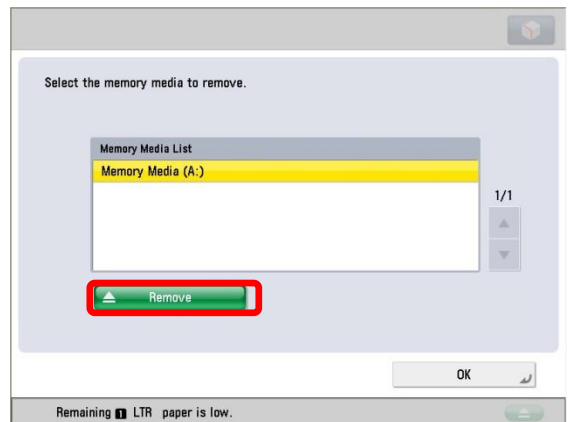 Select the memory media to remove.
Memory Media List
Memory Media (A:)
1/1
Remove
OK
Remaining 1 LTR paper is low.